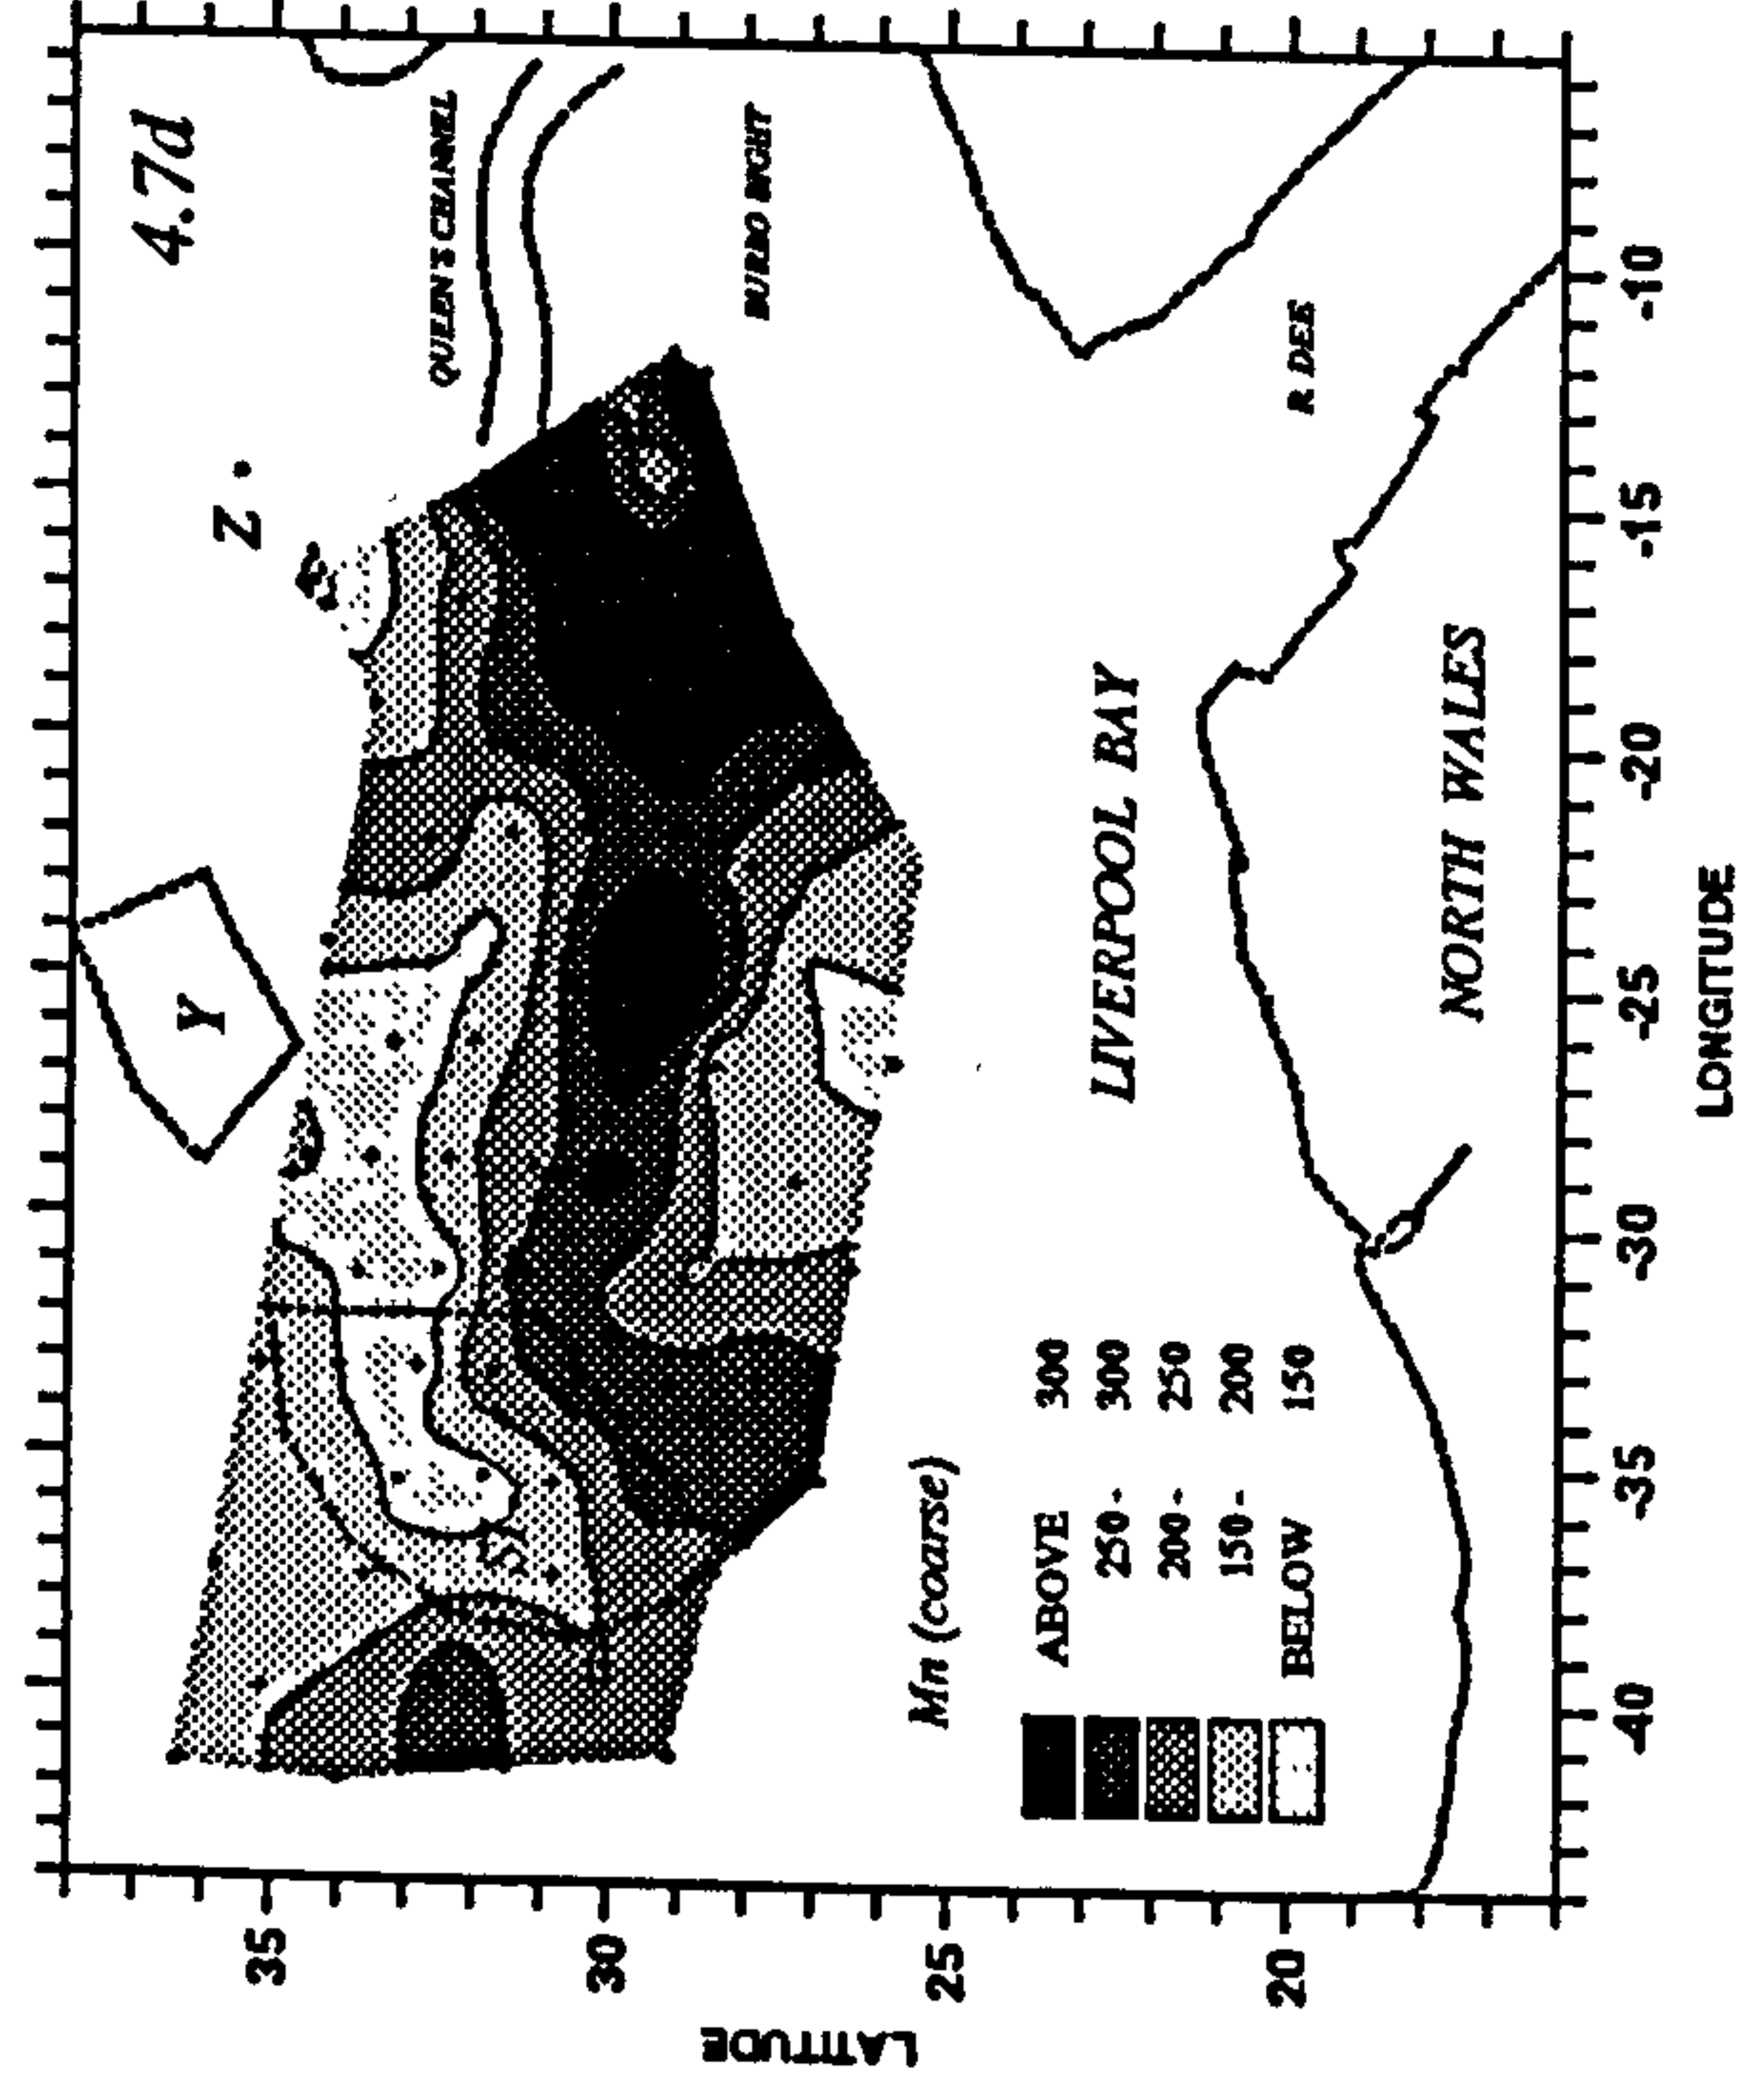 4.7d
QUEEN'S CHANNEL
BURBO BIGHT
Z
Y
R DEE
LIVERPOOL BAY
NORTH WALES
Mn (coarse)
ABOVE 300
250 - 300
200 - 250
150 - 200
BELOW 150
LATITUDE
35
30
25
20
-40
-35
-30
-25
-20
-15
-10
LONGITUDE